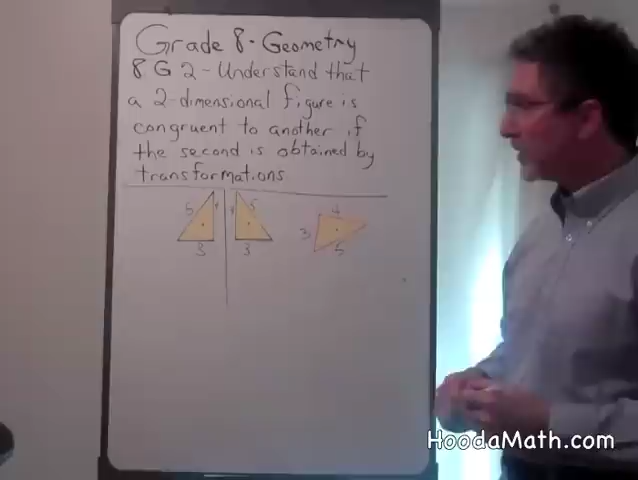 Grade 8 - Geometry
8 G 2 - Understand that
a 2-dimensional figure is
congruent to another if
the second is obtained by
transformations
5 4 4 5 4
3
3 3 5
HoodaMath.com